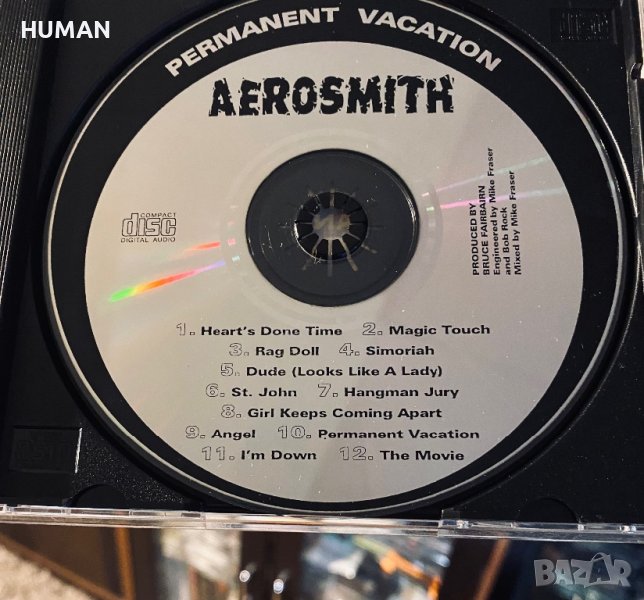 HUMAN
PERMANENT VACATION
AEROSMITH
COMPACT
disc
DIGITAL AUDIO
PRODUCED BY
BRUCE FAIRBAIRN
Engineered by Mike Fraser
and Bob Rock
Mixed by Mike Fraser
1. Heart's Done Time 2. Magic Touch
3. Rag Doll 4. Simoriah
5. Dude (Looks Like A Lady)
6. St. John 7. Hangman Jury
8. Girl Keeps Coming Apart
9. Angel 10. Permanent Vacation
11. I'm Down 12. The Movie
BAZAR